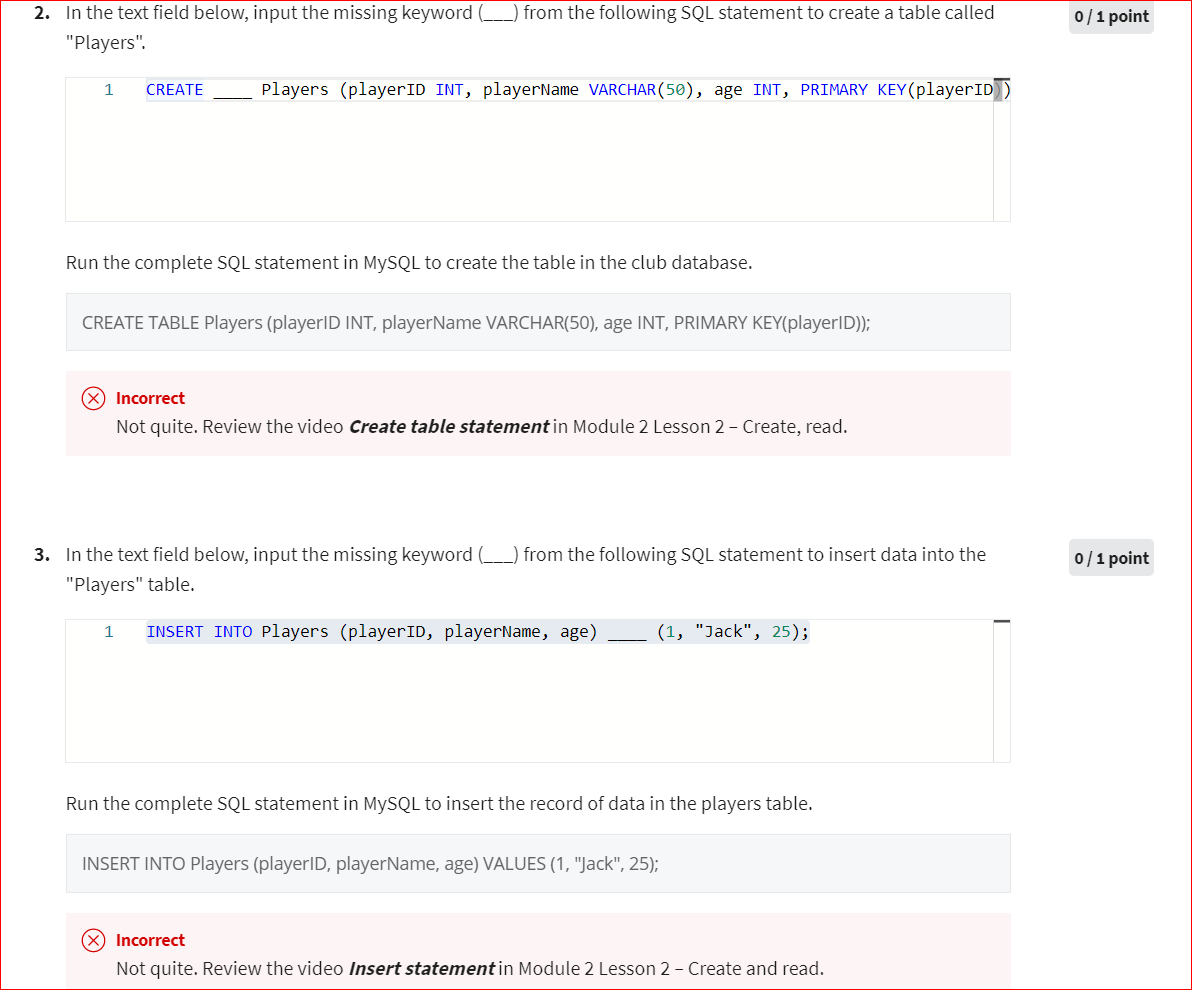 2. In the text field below, input the missing keyword (___) from the following SQL statement to create a table called
0 / 1 point
"Players".
1 CREATE ____ Players (playerID INT, playerName VARCHAR(50), age INT, PRIMARY KEY(playerID))
Run the complete SQL statement in MySQL to create the table in the club database.
CREATE TABLE Players (playerID INT, playerName VARCHAR(50), age INT, PRIMARY KEY(playerID));
Incorrect
Not quite. Review the video Create table statement in Module 2 Lesson 2 – Create, read.
3. In the text field below, input the missing keyword (___) from the following SQL statement to insert data into the
0 / 1 point
"Players" table.
1 INSERT INTO Players (playerID, playerName, age) ____ (1, "Jack", 25);
Run the complete SQL statement in MySQL to insert the record of data in the players table.
INSERT INTO Players (playerID, playerName, age) VALUES (1, "Jack", 25);
Incorrect
Not quite. Review the video Insert statement in Module 2 Lesson 2 – Create and read.